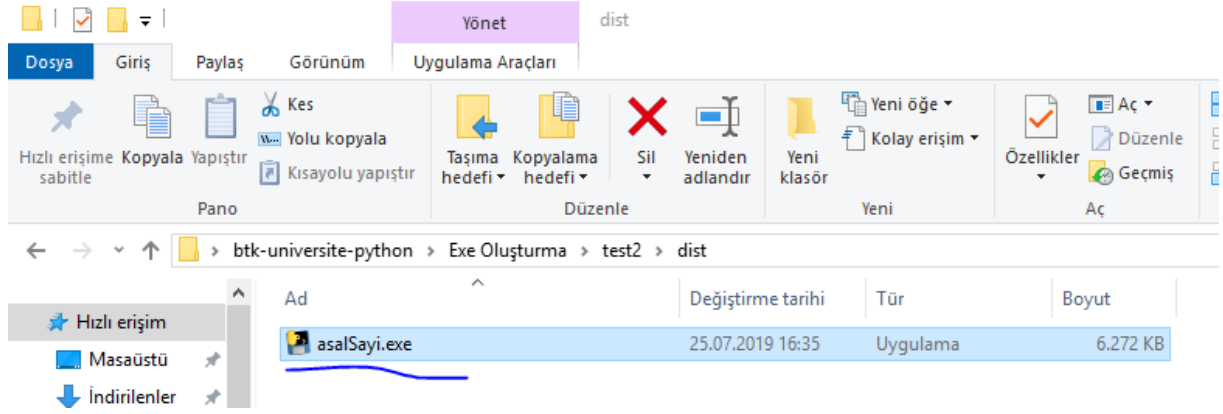 Yönet
dist
Dosya
Giriş
Paylaş
Görünüm
Uygulama Araçları
Hızlı erişime sabitle
Kopyala
Yapıştır
Kes
Yolu kopyala
Kısayolu yapıştır
Pano
Taşıma hedefi
Kopyalama hedefi
Sil
Yeniden adlandır
Düzenle
Yeni klasör
Yeni öğe
Kolay erişim
Yeni
Özellikler
Aç
Düzenle
Geçmiş
Aç
btk-universite-python > Exe Oluşturma > test2 > dist
Ad
Değiştirme tarihi
Tür
Boyut
Hızlı erişim
Masaüstü
İndirilenler
asalSayi.exe
25.07.2019 16:35
Uygulama
6.272 KB